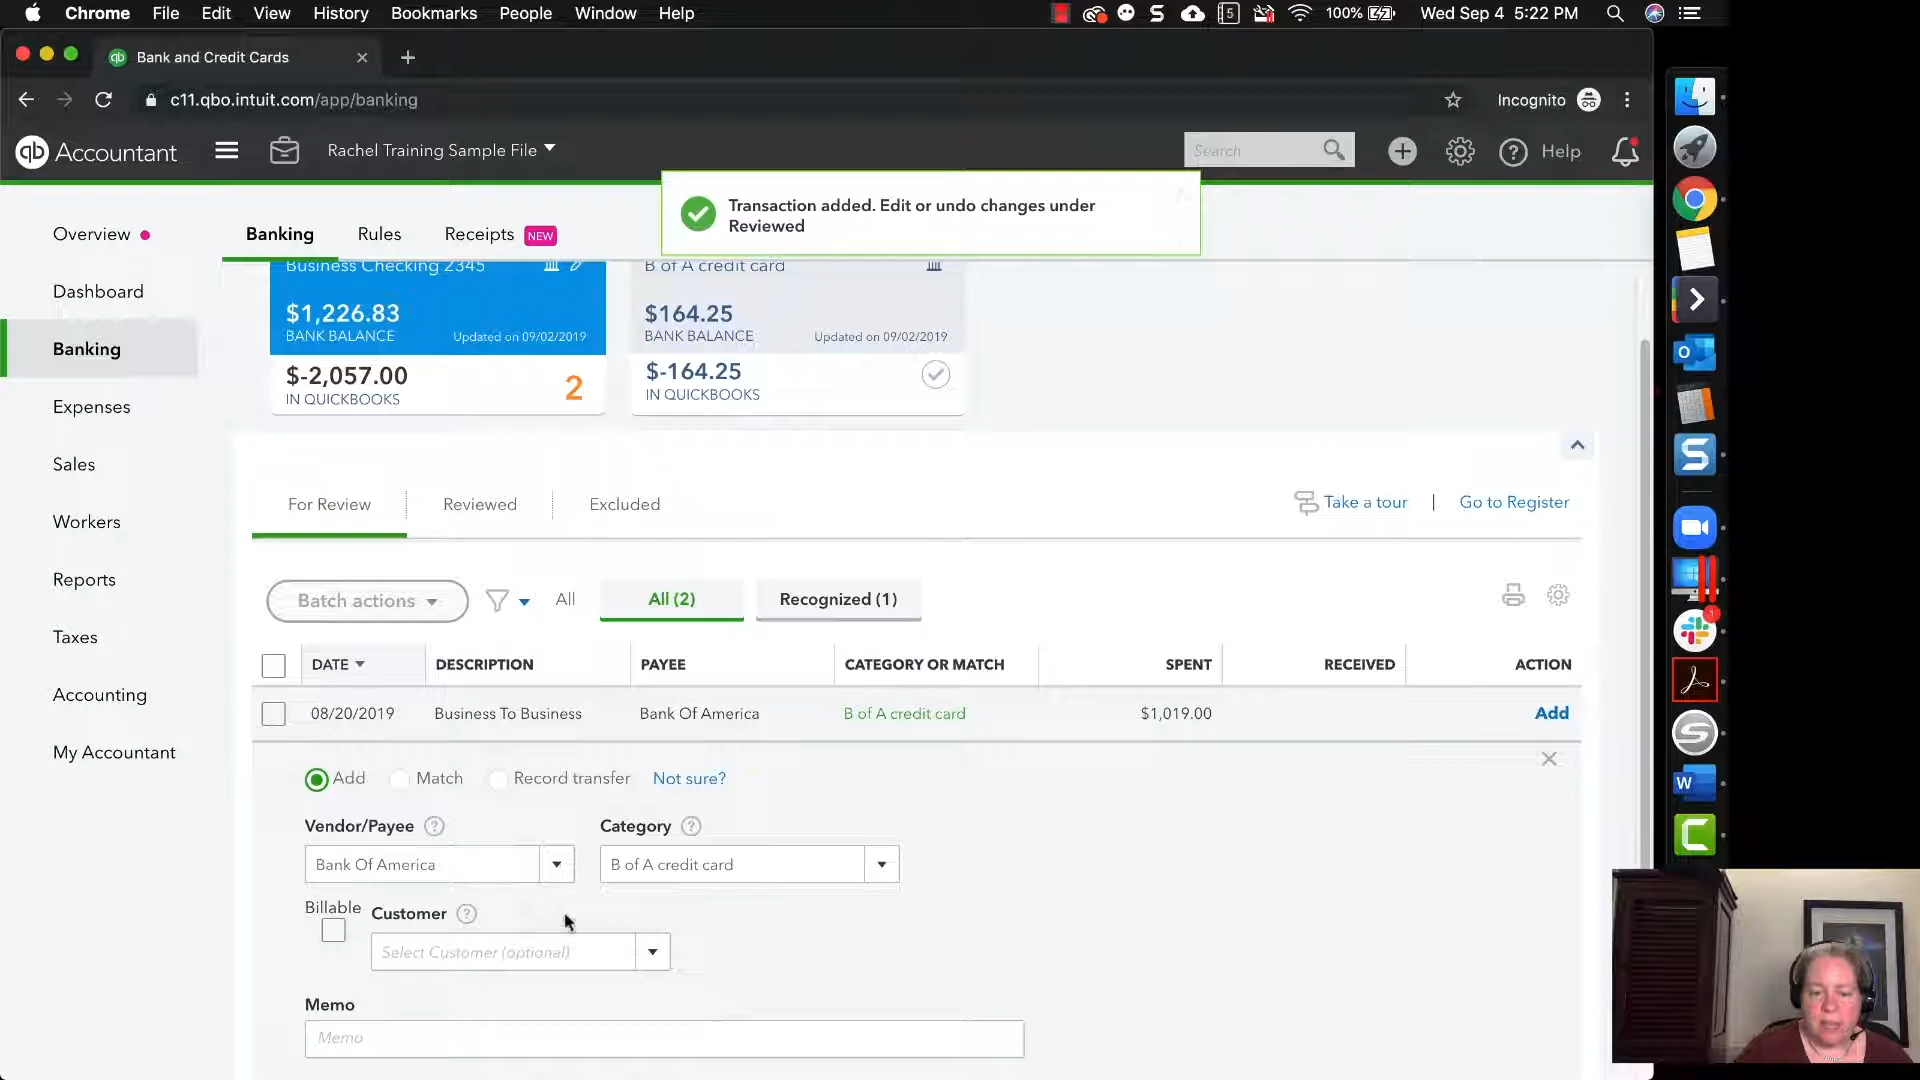 Chrome File Edit View History Bookmarks People Window Help 5 100% Wed Sep 4 5:22 PM
qb Bank and Credit Cards
c11.qbo.intuit.com/app/banking Incognito
qb Accountant Rachel Training Sample File Search Help
Transaction added. Edit or undo changes under
Reviewed
Overview Banking Rules Receipts NEW
Business Checking 2345 B of A credit card
Dashboard
$1,226.83 $164.25
BANK BALANCE Updated on 09/02/2019 BANK BALANCE Updated on 09/02/2019
Banking
$-2,057.00 2 $-164.25
IN QUICKBOOKS IN QUICKBOOKS
Expenses
Sales
For Review Reviewed Excluded Take a tour | Go to Register
Workers
Reports
Batch actions All All (2) Recognized (1)
Taxes
DATE DESCRIPTION PAYEE CATEGORY OR MATCH SPENT RECEIVED ACTION
Accounting
08/20/2019 Business To Business Bank Of America B of A credit card $1,019.00 Add
My Accountant
Add Match Record transfer Not sure?
Vendor/Payee ? Category ?
Bank Of America B of A credit card
Billable Customer ?
Select Customer (optional)
Memo
Memo